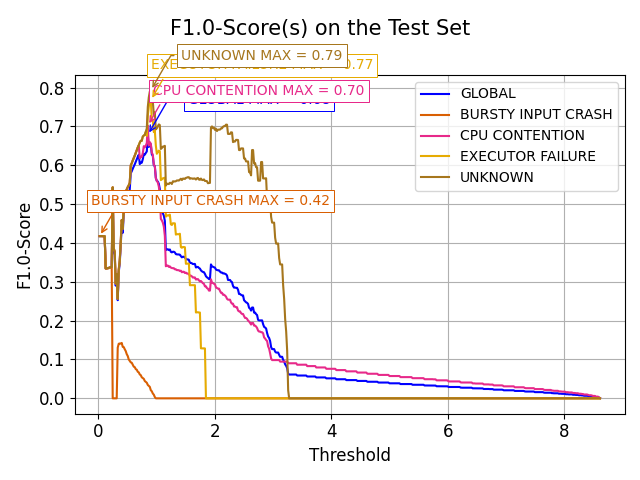 F1.0-Score(s) on the Test Set
UNKNOWN MAX = 0.79
CPU CONTENTION MAX = 0.70
BURSTY INPUT CRASH MAX = 0.42
GLOBAL
BURSTY INPUT CRASH
CPU CONTENTION
EXECUTOR FAILURE
UNKNOWN
F1.0-Score
0.8
0.7
0.6
0.5
0.4
0.3
0.2
0.1
0.0
0 2 4 6 8
Threshold